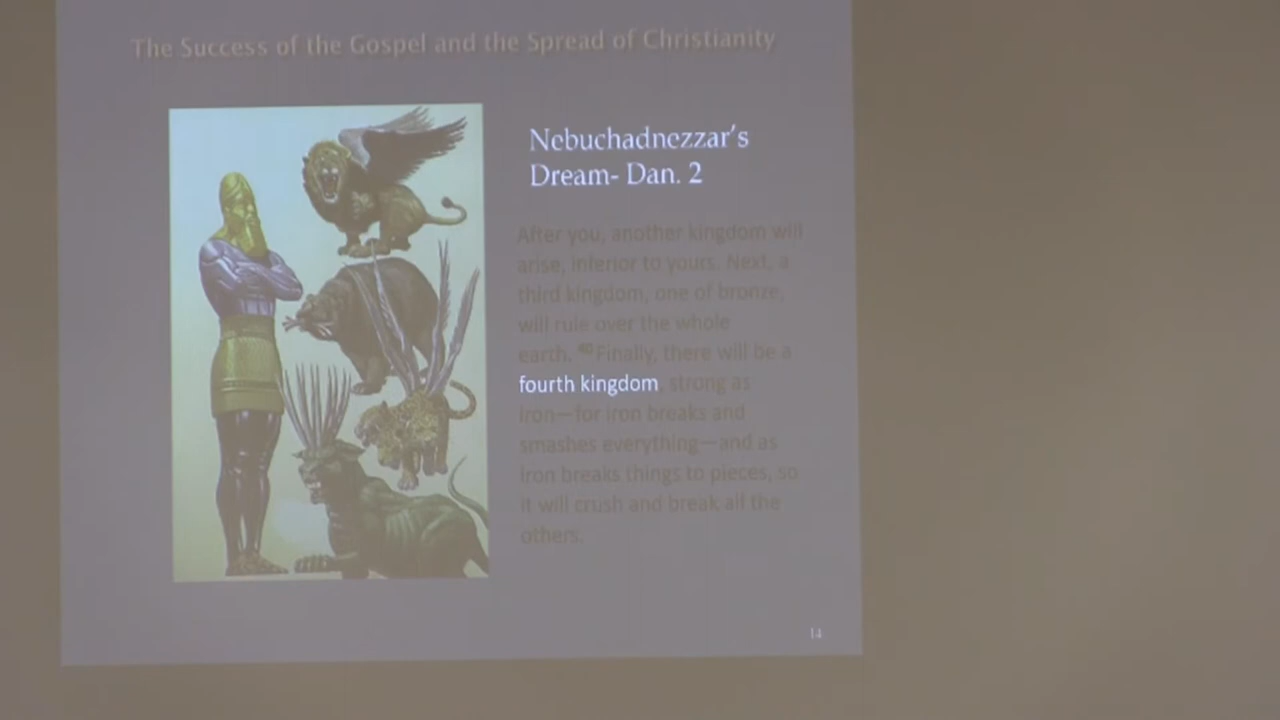 The Success of the Gospel and the Spread of Christianity
Nebuchadnezzar's
Dream- Dan. 2
After you, another kingdom will
arise, inferior to yours. Next, a
third kingdom, one of bronze,
will rule over the whole
earth. 40 Finally, there will be a
fourth kingdom, strong as
iron—for iron breaks and
smashes everything—and as
iron breaks things to pieces, so
it will crush and break all the
others.
14